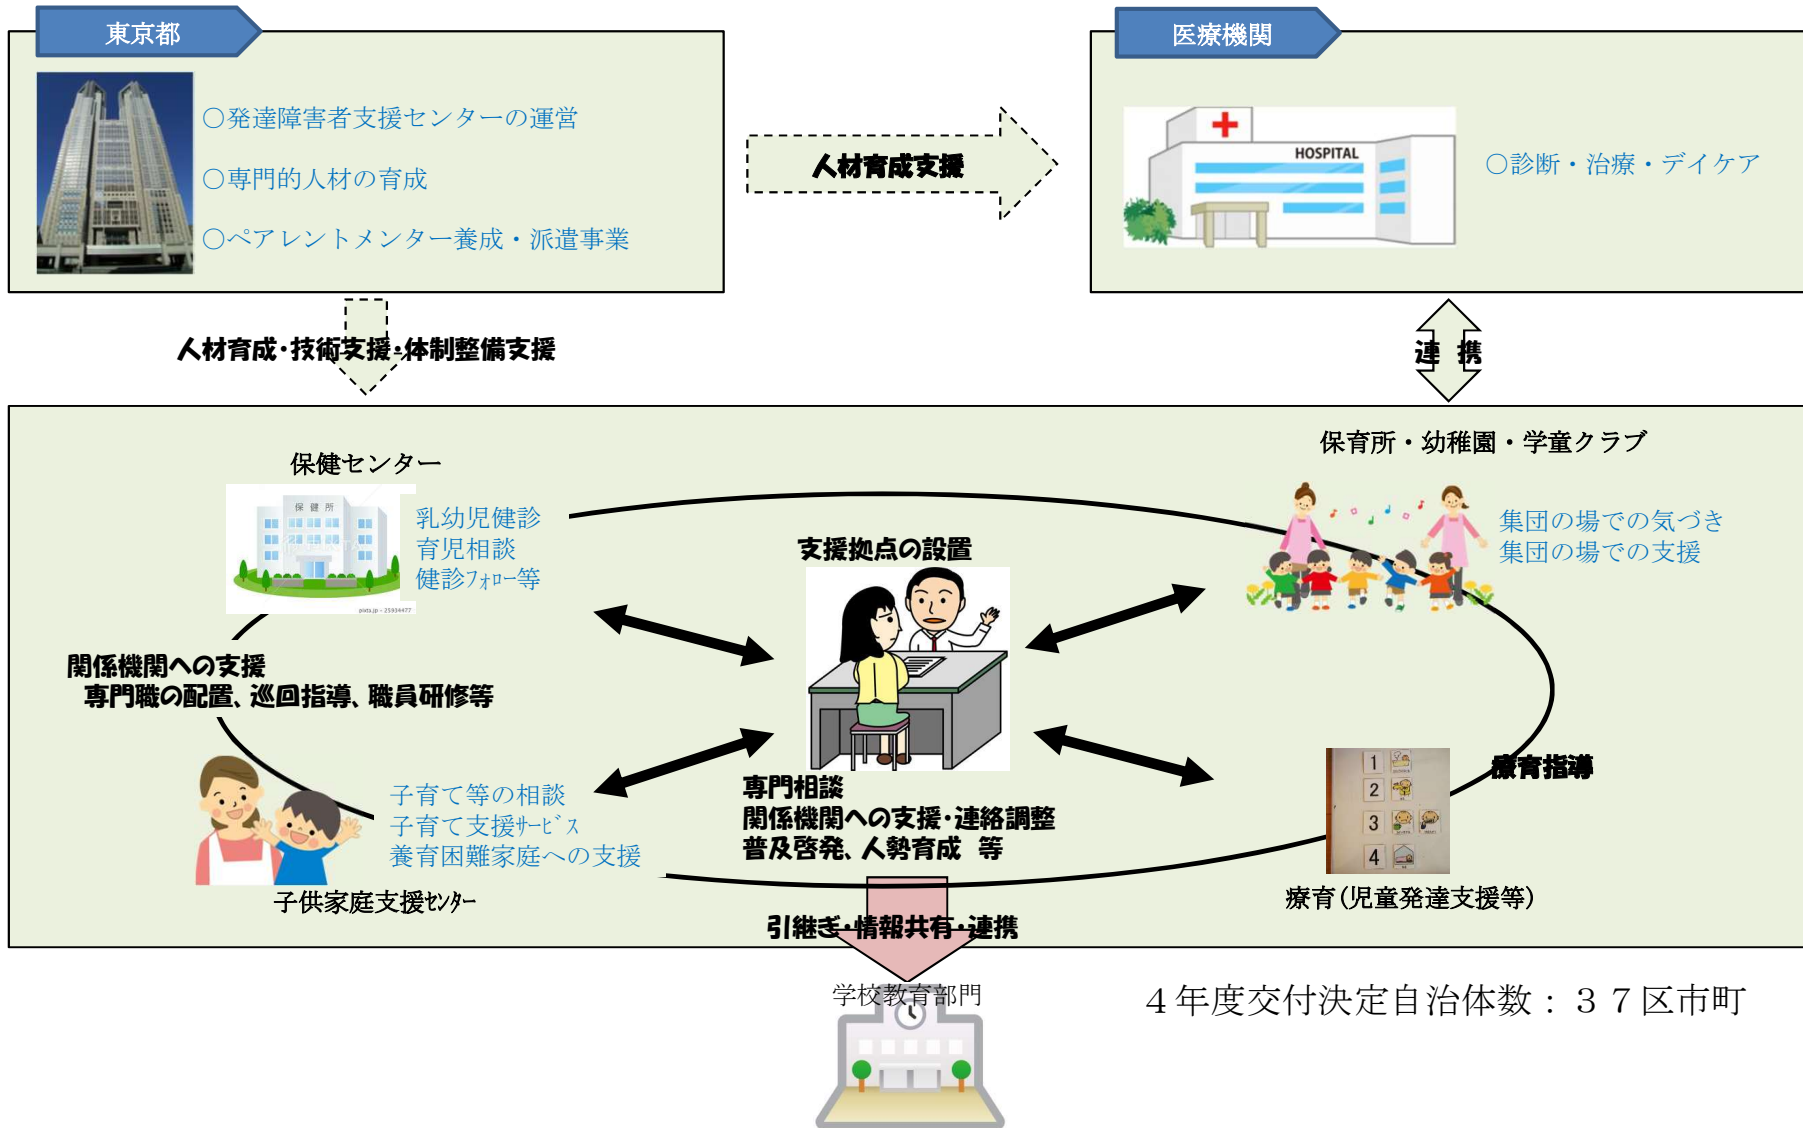 東京都
○発達障害者支援センターの運営
○専門的人材の育成
○ペアレントメンター養成・派遣事業
人材育成支援
医療機関
HOSPITAL
○診断・治療・デイケア
人材育成・技術支援・体制整備支援
連 携
保健センター
保健所
乳幼児健診
育児相談
健診フォロー等
pixta.jp - 25934477
保育所・幼稚園・学童クラブ
集団の場での気づき
集団の場での支援
支援拠点の設置
関係機関への支援
専門職の配置、巡回指導、職員研修等
子育て等の相談
子育て支援サービス
養育困難家庭への支援
子供家庭支援センター
専門相談
関係機関への支援・連絡調整
普及啓発、人勢育成 等
1
2
3
4
療育指導
療育(児童発達支援等)
引継ぎ・情報共有・連携
学校教育部門
4年度交付決定自治体数：37区市町